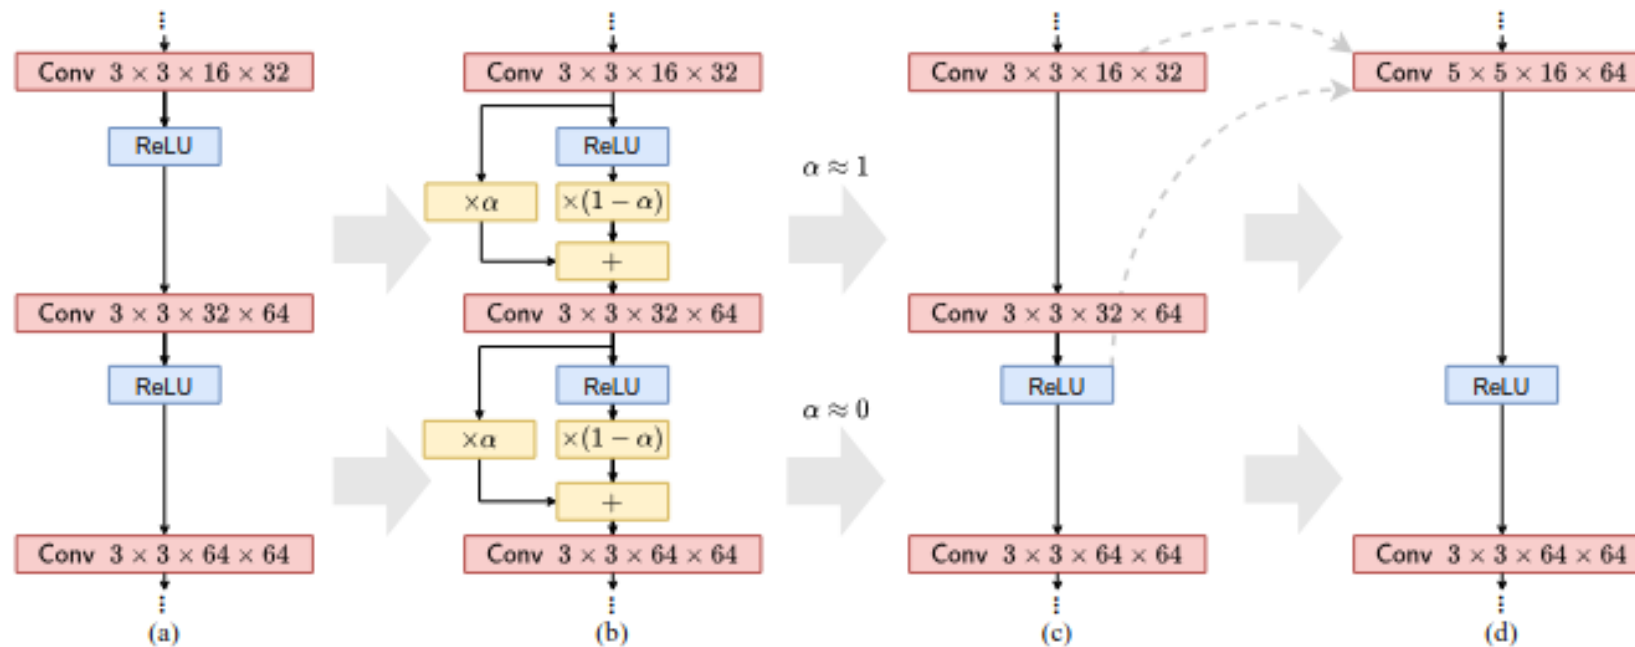 ⋮ ⋮ ⋮ ⋮
Conv 3 × 3 × 16 × 32
ReLU
Conv 3 × 3 × 32 × 64
ReLU
Conv 3 × 3 × 64 × 64
⋮
(a)
Conv 3 × 3 × 16 × 32
ReLU
×α
×(1 − α)
+
Conv 3 × 3 × 32 × 64
ReLU
×α
×(1 − α)
+
Conv 3 × 3 × 64 × 64
⋮
(b)
α ≈ 1
α ≈ 0
Conv 3 × 3 × 16 × 32
Conv 3 × 3 × 32 × 64
ReLU
Conv 3 × 3 × 64 × 64
⋮
(c)
Conv 5 × 5 × 16 × 64
ReLU
Conv 3 × 3 × 64 × 64
⋮
(d)